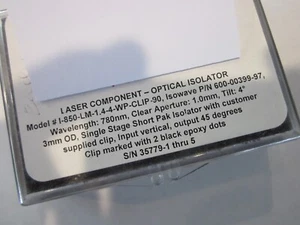 LASER COMPONENT – OPTICAL ISOLATOR
Model # I-850-LM-1.4-4-WP-CLIP-90, Isowave P/N 600-00399-97,
Wavelength: 780nm, Clear Aperture: 1.0mm, Tilt: 4°
3mm OD, Single Stage Short Pak Isolator with customer
supplied clip, Input vertical, output 45 degrees
Clip marked with 2 black epoxy dots
S/N 35779-1 thru 5